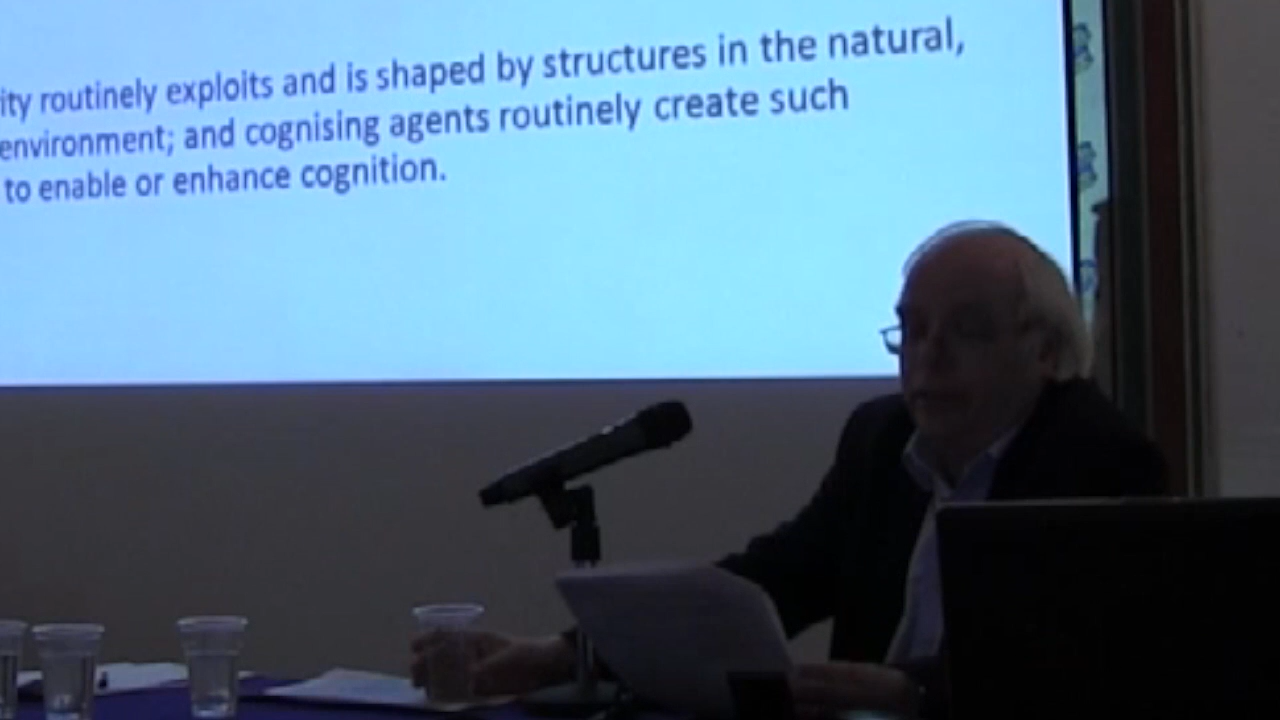 ity routinely exploits and is shaped by structures in the natural,
environment; and cognising agents routinely create such
to enable or enhance cognition.